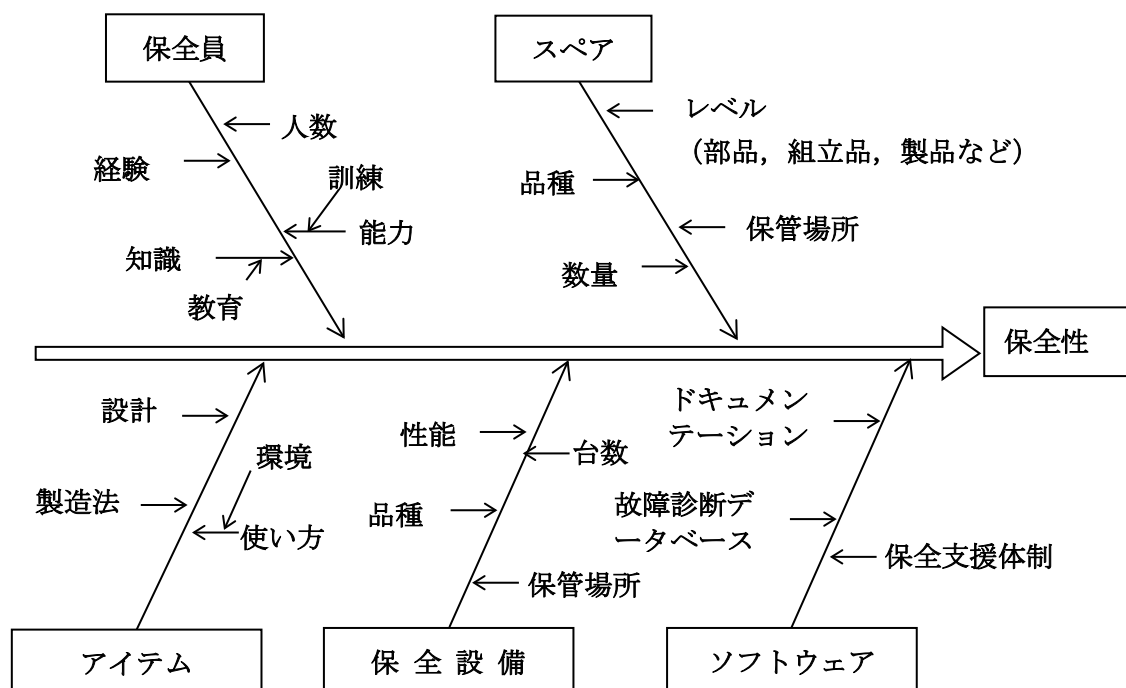 保全員
スペア
人数
レベル
(部品,組立品,製品など)
経験
訓練
品種
能力
保管場所
知識
数量
教育
保全性
設計
ドキュメン
テーション
性能
台数
環境
製造法
品種
故障診断デ
ータベース
使い方
保全支援体制
保管場所
アイテム
保 全 設 備
ソフトウェア